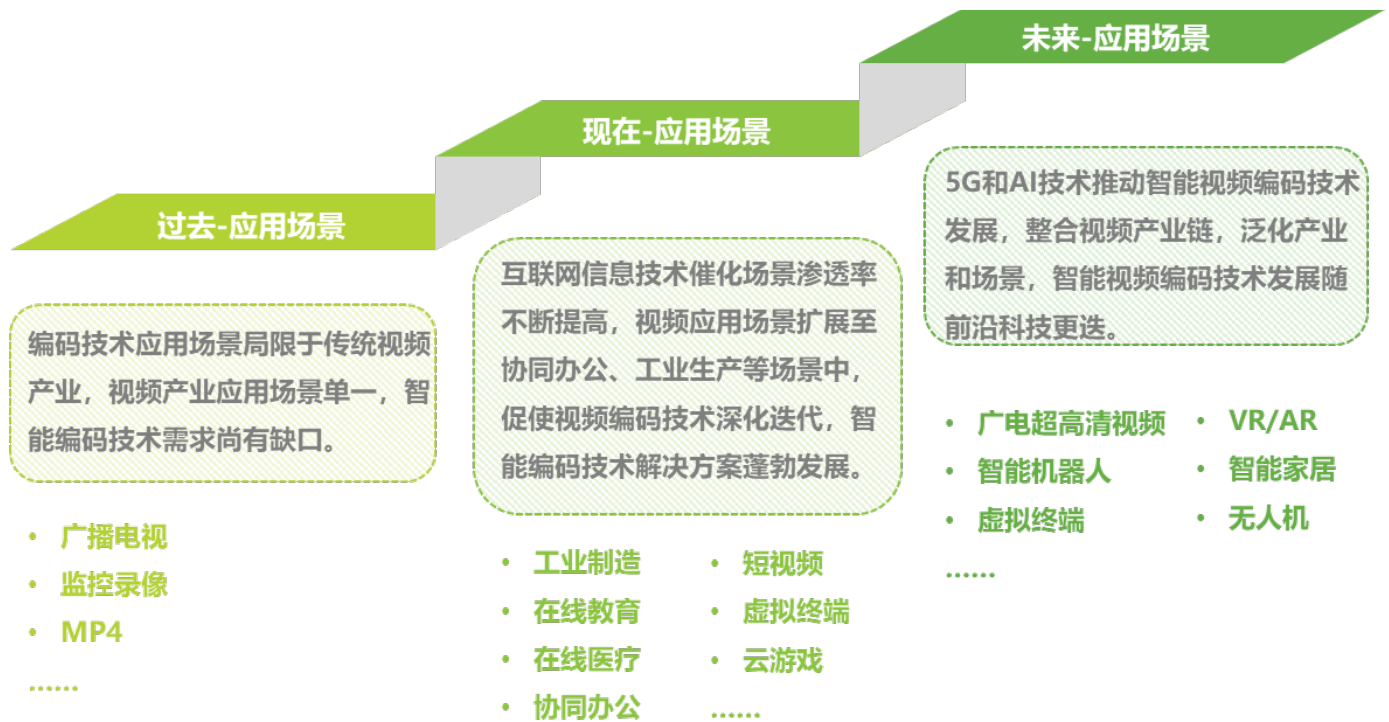 过去-应用场景
编码技术应用场景局限于传统视频
产业，视频产业应用场景单一，智
能编码技术需求尚有缺口。
• 广播电视
• 监控录像
• MP4
……
现在-应用场景
互联网信息技术催化场景渗透率
不断提高，视频应用场景扩展至
协同办公、工业生产等场景中，
促使视频编码技术深化迭代，智
能编码技术解决方案蓬勃发展。
• 工业制造
• 在线教育
• 在线医疗
• 协同办公
• 短视频
• 虚拟终端
• 云游戏
……
未来-应用场景
5G和AI技术推动智能视频编码技术
发展，整合视频产业链，泛化产业
和场景，智能视频编码技术发展随
前沿科技更迭。
• 广电超高清视频
• 智能机器人
• 虚拟终端
……
• VR/AR
• 智能家居
• 无人机